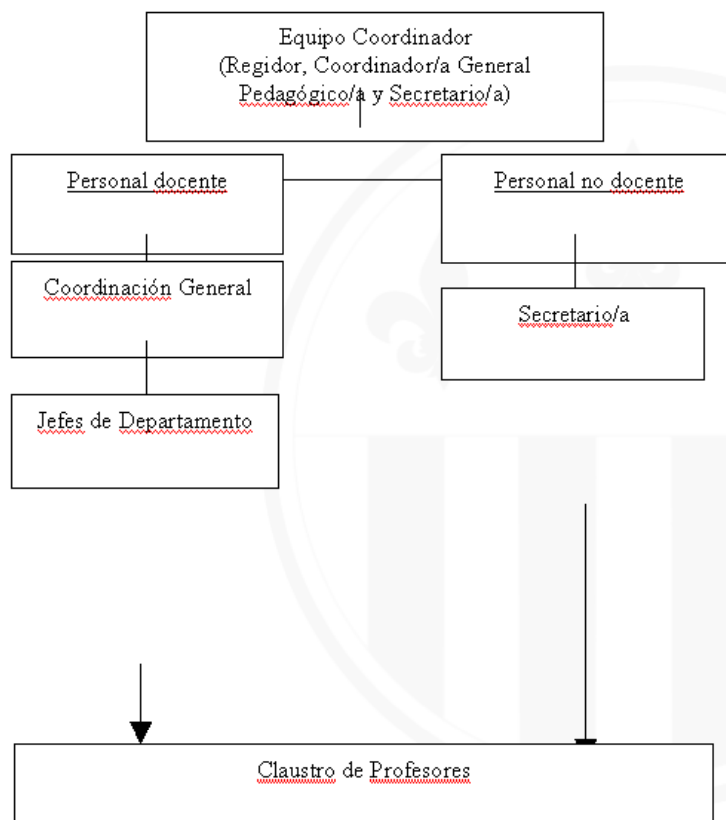 Equipo Coordinador
(Regidor, Coordinador/a General
Pedagógico/a y Secretario/a)
Personal docente
Personal no docente
Coordinación General
Secretario/a
Jefes de Departamento
Claustro de Profesores